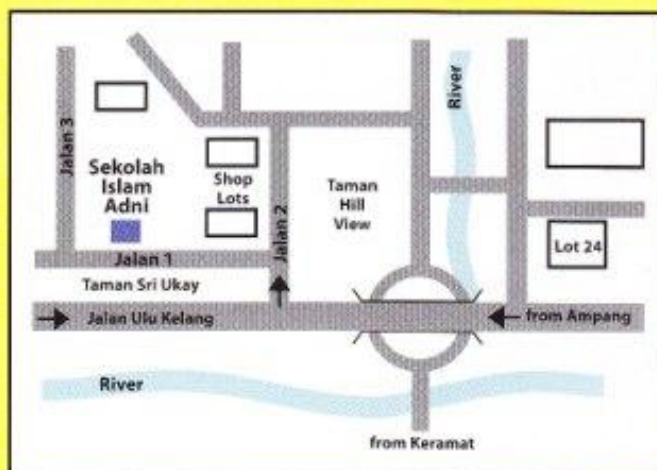 Jalan 3
River
Sekolah
Islam
Adni
Shop
Lots
Jalan 2
Taman
Hill
View
Lot 24
Jalan 1
Taman Sri Ukay
Jalan Ulu Kelang
from Ampang
River
from Keramat